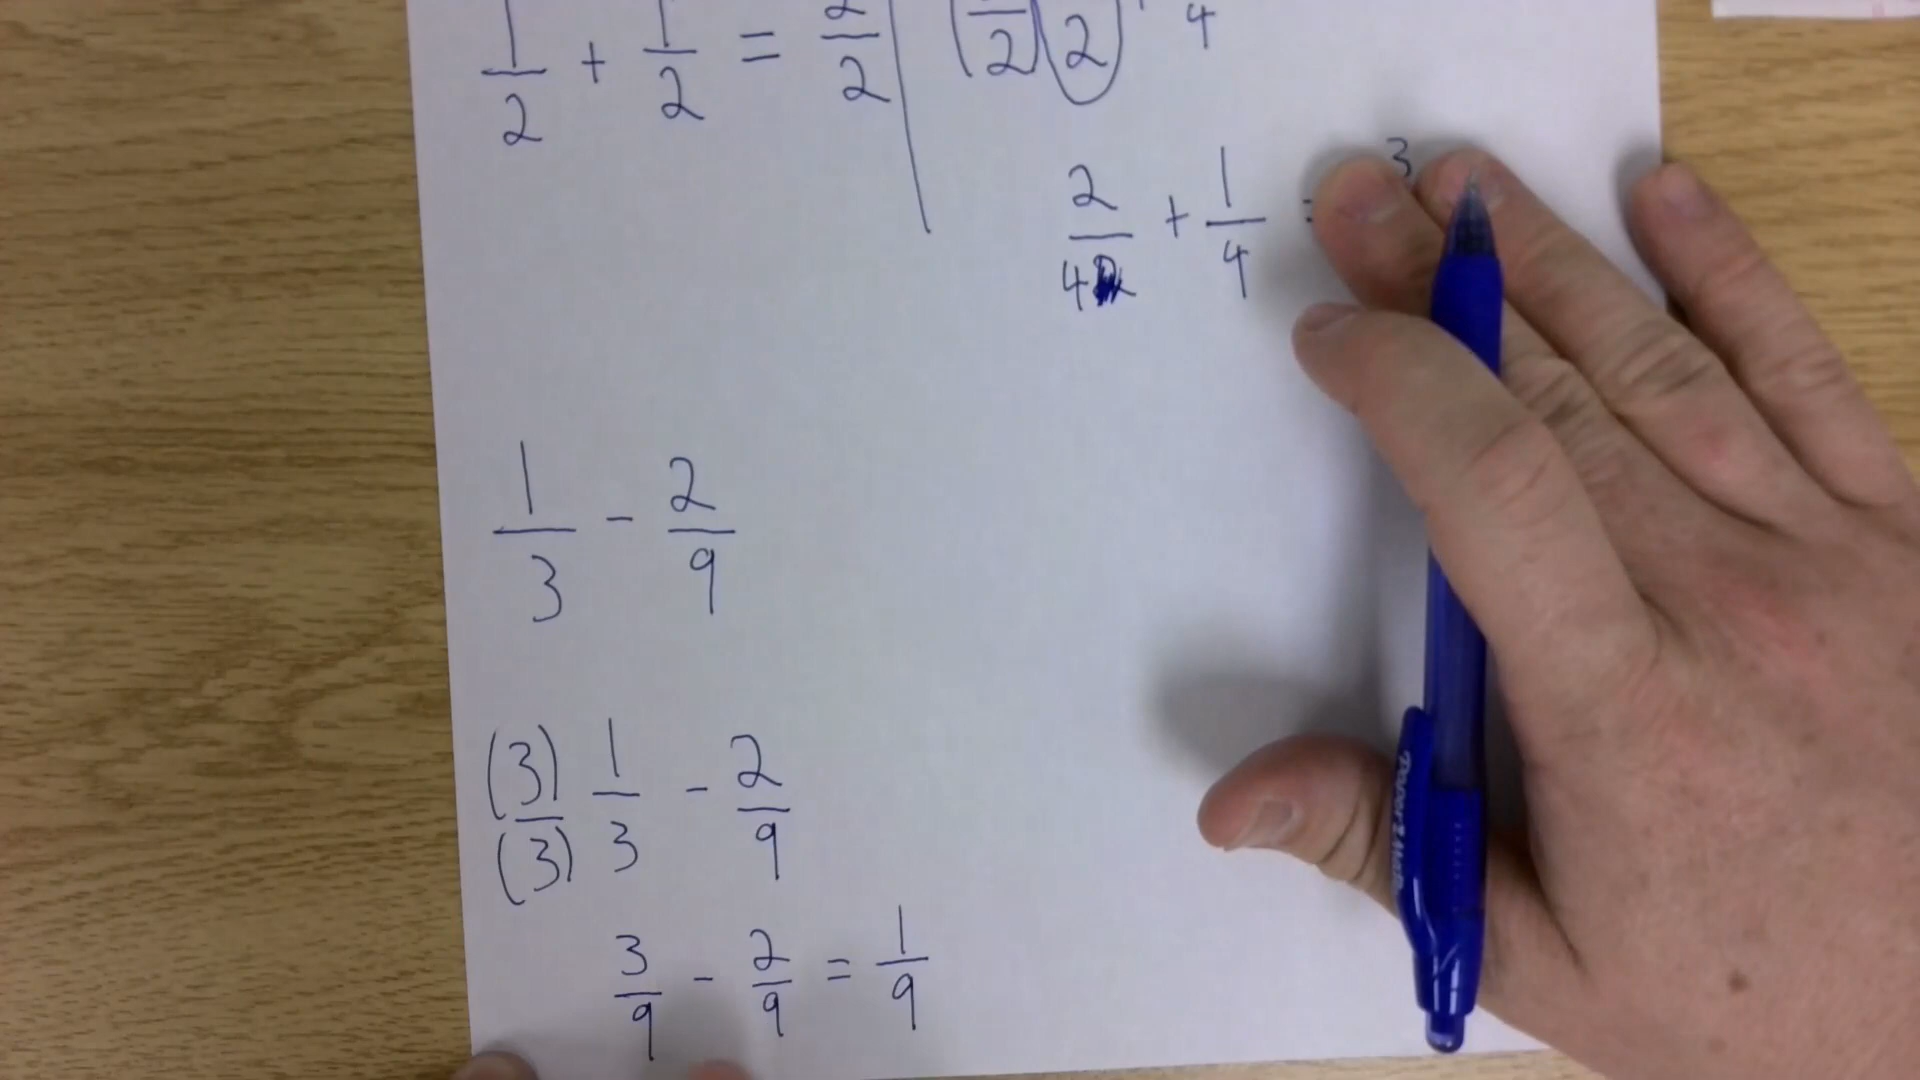 1/2 + 1/2 = 2/2
(2)(2) 4
2/4 + 1/4 = 3
1/3 - 2/9
(3)/(3) 1/3 - 2/9
3/9 - 2/9 = 1/9